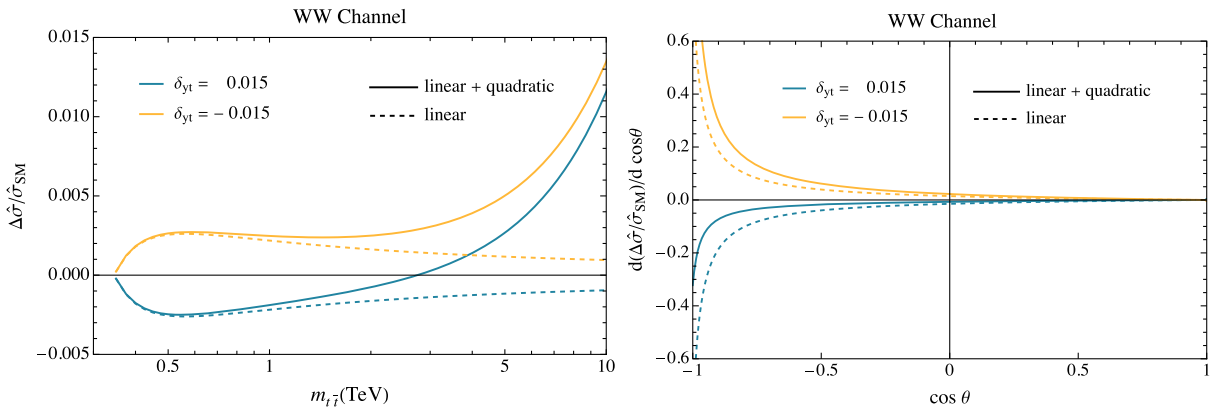 WW Channel
0.015
0.010
0.005
0.000
−0.005
Δσ̂/σ̂SM
δyt = 0.015
δyt = − 0.015
linear + quadratic
linear
0.5 1 5 10
m t t̄ (TeV)
WW Channel
0.6
0.4
0.2
0.0
−0.2
−0.4
−0.6
d(Δσ̂/σ̂SM)/d cosθ
δyt = 0.015
δyt = − 0.015
linear + quadratic
linear
−1 −0.5 0 0.5 1
cos θ